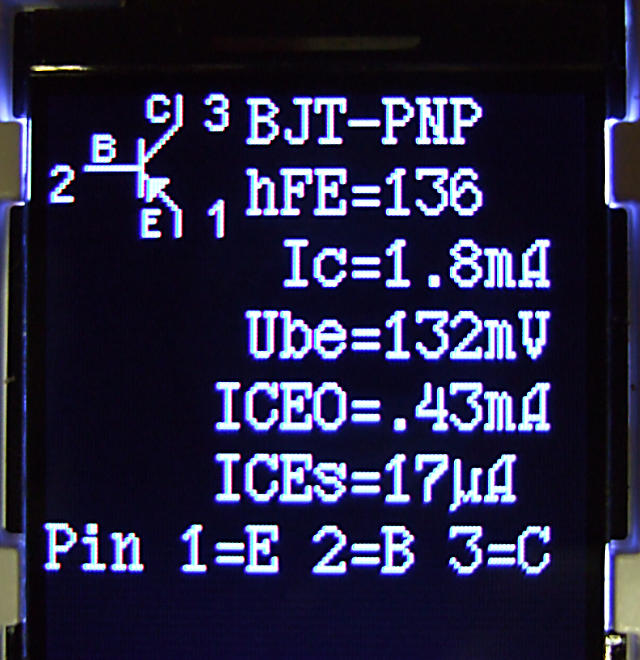 C 3 BJT-PNP
B
2 hFE=136
E 1
Ic=1.8mA
Ube=132mV
ICE0=.43mA
ICEs=17µA
Pin 1=E 2=B 3=C